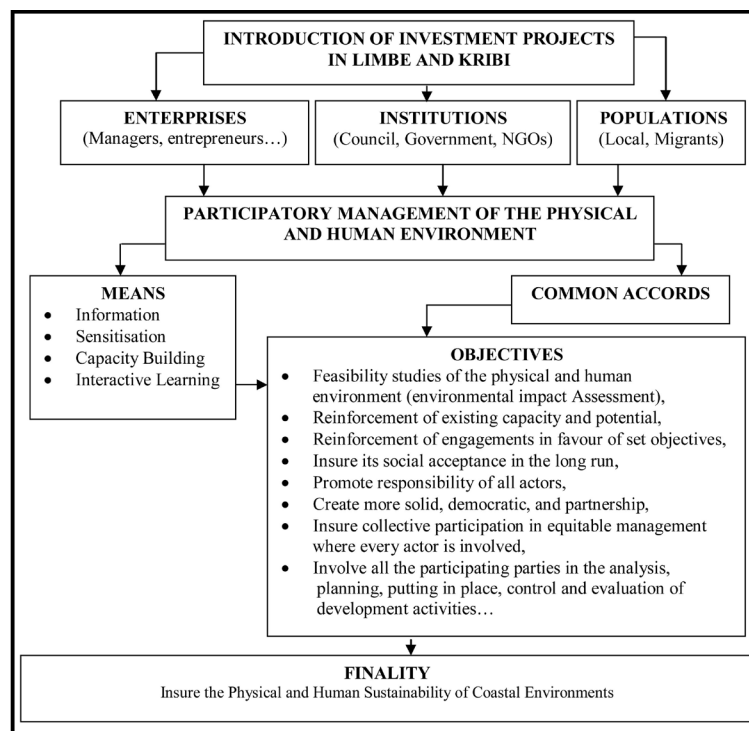 INTRODUCTION OF INVESTMENT PROJECTS
IN LIMBE AND KRIBI
ENTERPRISES
(Managers, entrepreneurs…)
INSTITUTIONS
(Council, Government, NGOs)
POPULATIONS
(Local, Migrants)
PARTICIPATORY MANAGEMENT OF THE PHYSICAL
AND HUMAN ENVIRONMENT
MEANS
• Information
• Sensitisation
• Capacity Building
• Interactive Learning
COMMON ACCORDS
OBJECTIVES
• Feasibility studies of the physical and human
environment (environmental impact Assessment),
• Reinforcement of existing capacity and potential,
• Reinforcement of engagements in favour of set objectives,
• Insure its social acceptance in the long run,
• Promote responsibility of all actors,
• Create more solid, democratic, and partnership,
• Insure collective participation in equitable management
where every actor is involved,
• Involve all the participating parties in the analysis,
planning, putting in place, control and evaluation of
development activities…
FINALITY
Insure the Physical and Human Sustainability of Coastal Environments